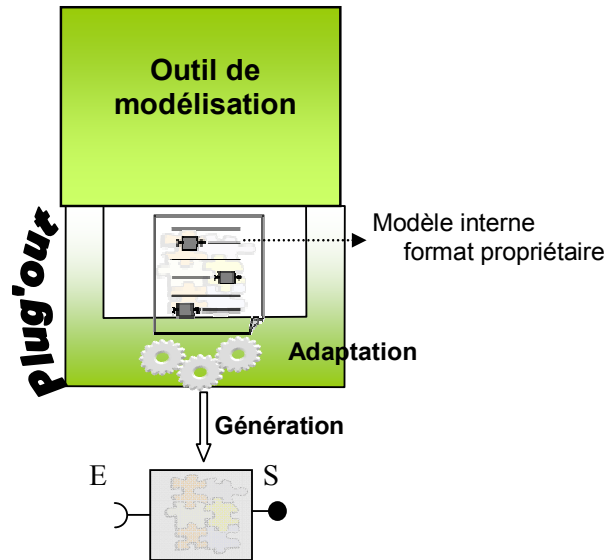 Outil de
modélisation
Plug'out
Modèle interne
format propriétaire
Adaptation
Génération
E
S